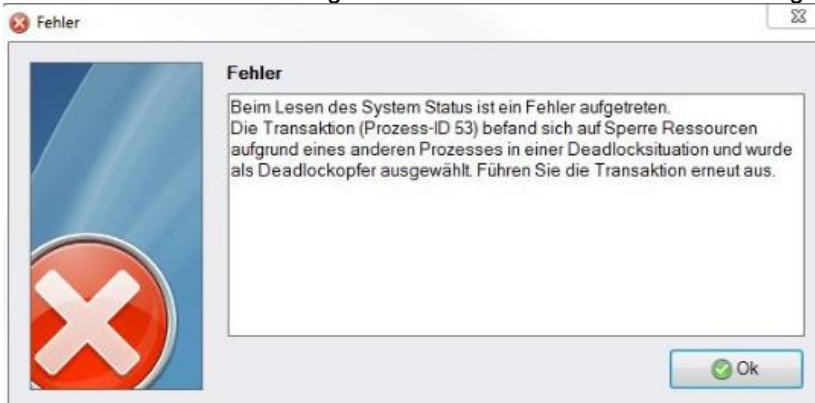 Fehler
Fehler
Beim Lesen des System Status ist ein Fehler aufgetreten.
Die Transaktion (Prozess-ID 53) befand sich auf Sperre Ressourcen
aufgrund eines anderen Prozesses in einer Deadlocksituation und wurde
als Deadlockopfer ausgewählt. Führen Sie die Transaktion erneut aus.
Ok